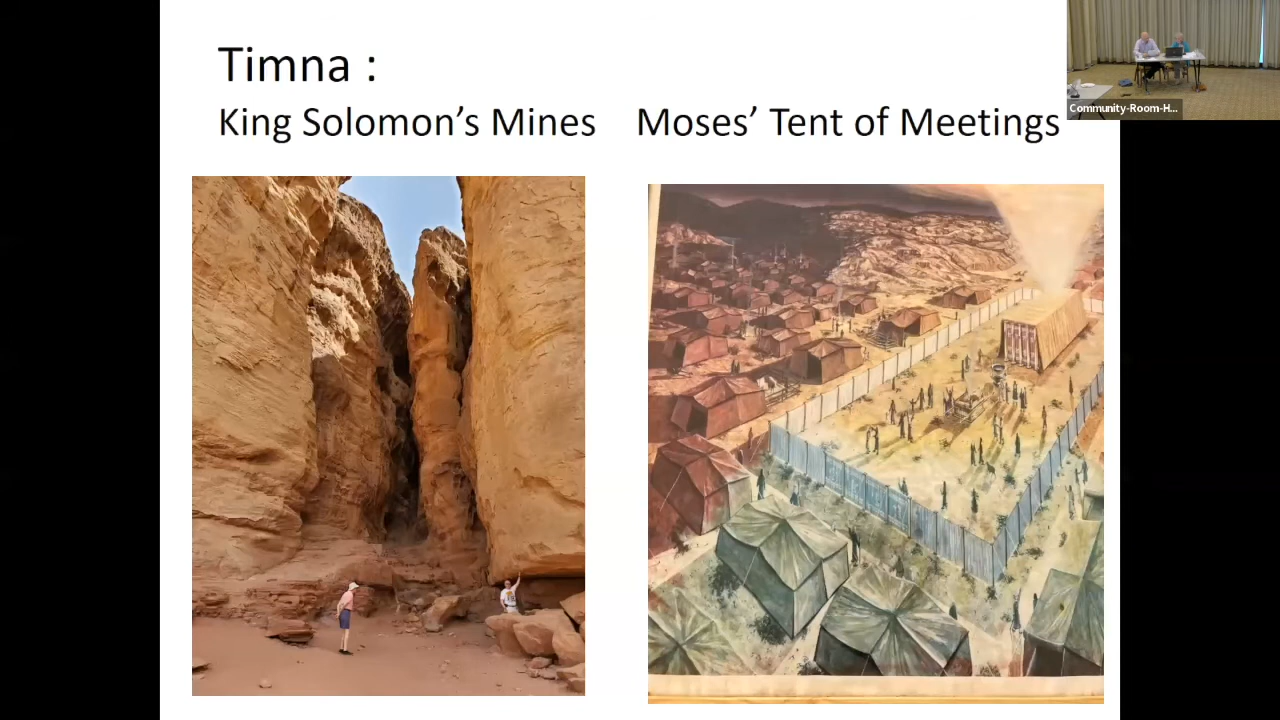 Timna :
King Solomon’s Mines    Moses’ Tent of Meetings
Community-Room-H...